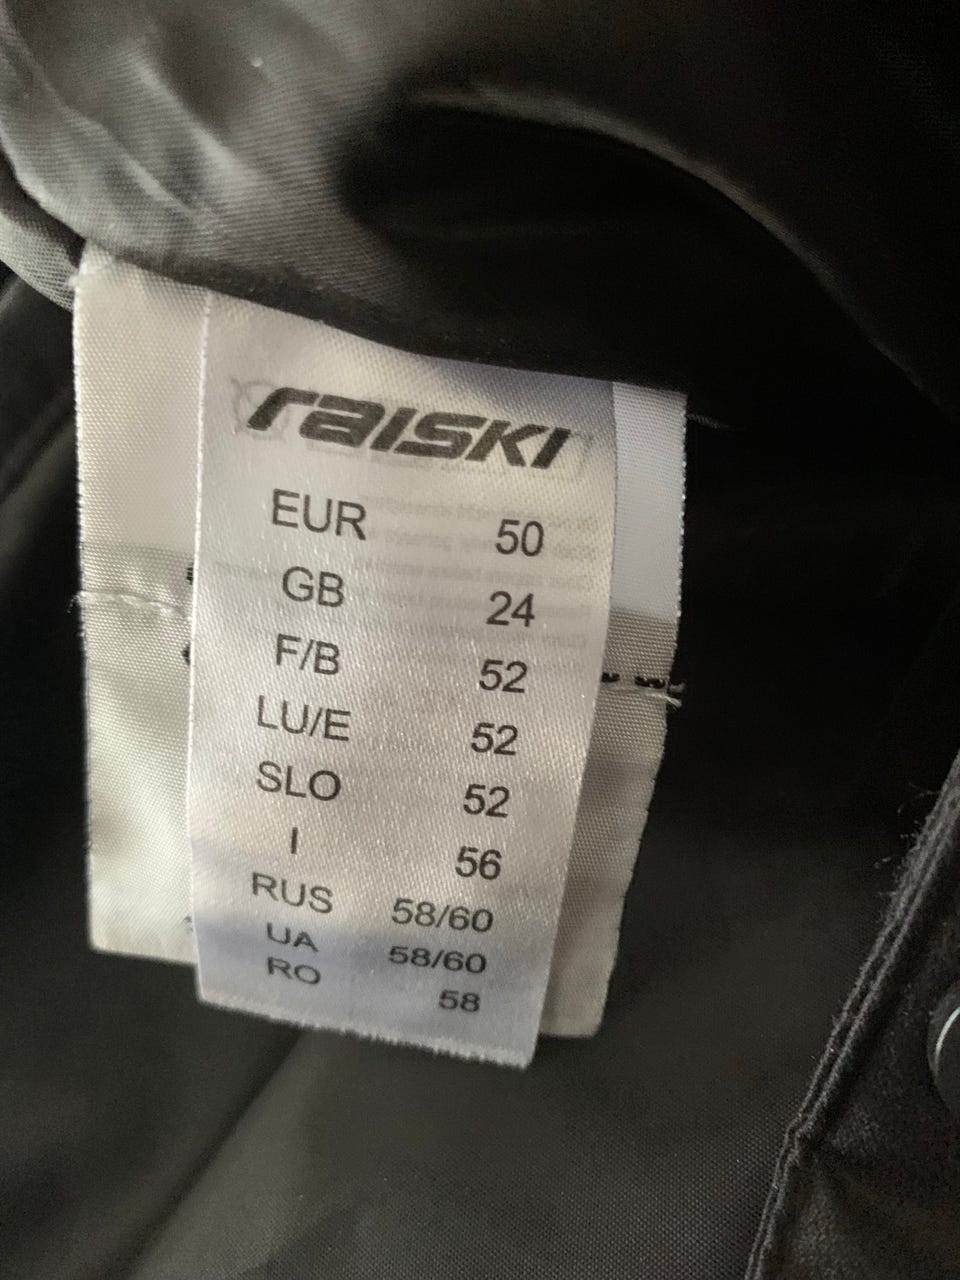 raiski
EUR 50
GB 24
F/B 52
LU/E 52
SLO 52
I 56
RUS 58/60
UA 58/60
RO 58